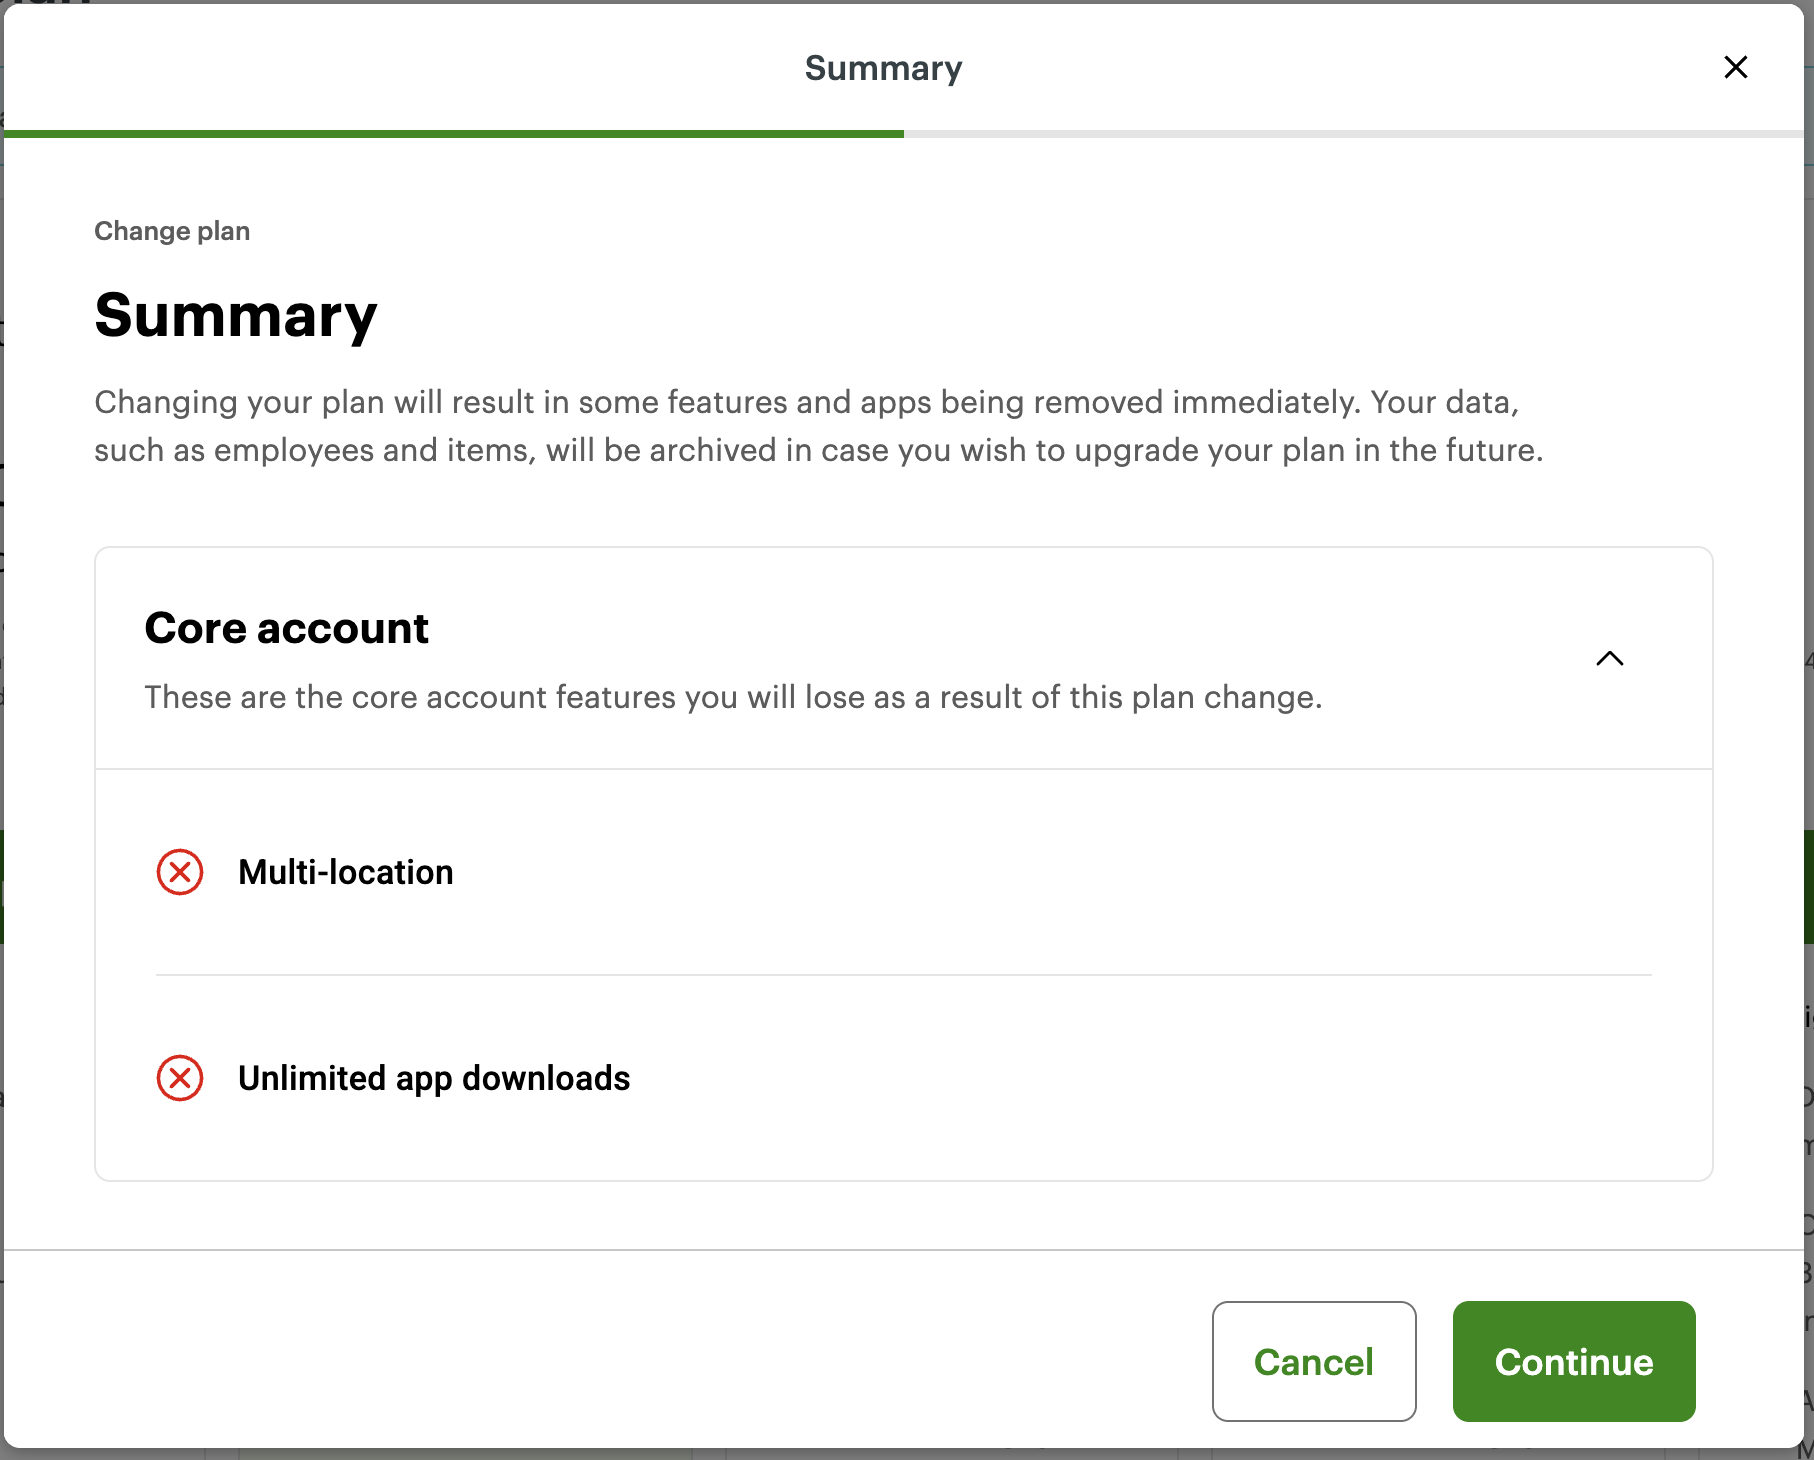 Summary
Change plan
Summary
Changing your plan will result in some features and apps being removed immediately. Your data,
such as employees and items, will be archived in case you wish to upgrade your plan in the future.
Core account
These are the core account features you will lose as a result of this plan change.
Multi-location
Unlimited app downloads
Cancel
Continue